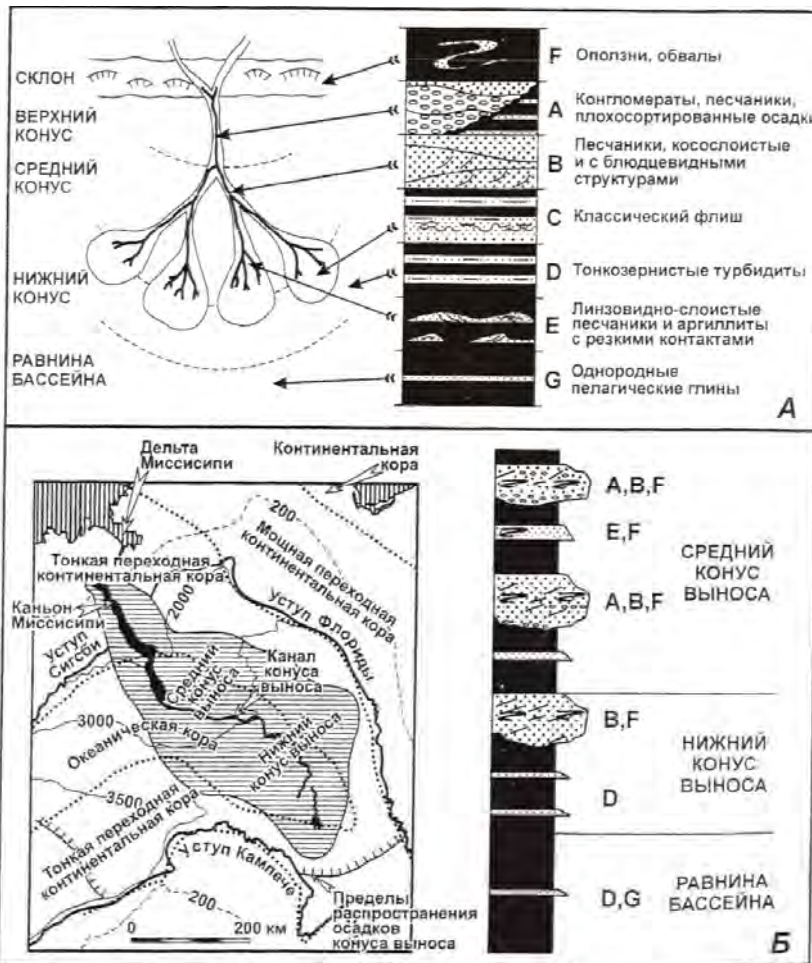 СКЛОН
ВЕРХНИЙ
КОНУС
СРЕДНИЙ
КОНУС
НИЖНИЙ
КОНУС
РАВНИНА
БАССЕЙНА
F Оползни, обвалы
A Конгломераты, песчаники,
плохосортированные осадки
B Песчаники, косослоистые
и с блюдцевидными
структурами
C Классический флиш
D Тонкозернистые турбидиты
E Линзовидно-слоистые
песчаники и аргиллиты
с резкими контактами
G Однородные
пелагические глины
А
Дельта
Миссисипи
Континентальная
кора
200
Мощная переходная
континентальная кора
Тонкая переходная
континентальная кора
2000
Каньон
Миссисипи
Уступ Флориды
Уступ
Сигсби
Средний
конус
выноса
Канал
конуса
выноса
3000
Океаническая кора
Нижний
конус выноса
3500
Тонкая переходная
континентальная кора
Уступ Кампече
200
Пределы
распространения
осадков
конуса выноса
0 200 км
A,B,F
E,F
A,B,F
СРЕДНИЙ
КОНУС
ВЫНОСА
B,F
D
НИЖНИЙ
КОНУС
ВЫНОСА
D,G
РАВНИНА
БАССЕЙНА
Б